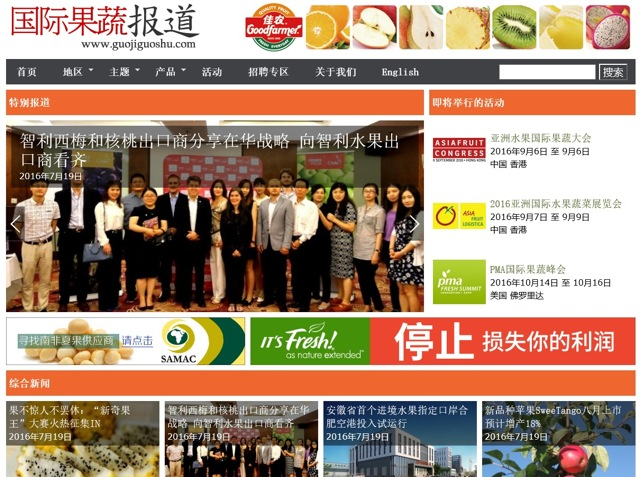 国际果蔬报道
www.guojiguoshu.com
QUALITY FRUIT
佳农
Goodfarmer
FRESH EVERYDAY
首页 地区 主题 产品 活动 招聘专区 关于我们 English 搜索
特别报道
智利西梅和核桃出口商分享在华战略 向智利水果出
口商看齐
2016年7月19日
即将举行的活动
ASIAFRUIT
CONGRESS
亚洲水果国际果蔬大会
2016年9月6日 至 9月6日
中国 香港
ASIA
FRUIT
LOGISTICA
2016亚洲国际水果蔬菜展览会
2016年9月7日 至 9月9日
中国 香港
pma
FRESH SUMMIT
PMA国际果蔬峰会
2016年10月14日 至 10月16日
美国 佛罗里达
寻找南非夏果供应商 请点击
SAMAC
IT'S Fresh!
as nature extended
停止 损失你的利润
综合新闻
果不惊人不罢休：“新奇果
王”大赛火热征集IN
2016年7月19日
智利西梅和核桃出口商分享在
华战略 向智利水果出口商看齐
2016年7月19日
安徽省首个进境水果指定口岸合
肥空港投入试运行
2016年7月19日
新品种苹果SweeTango八月上市
预计增产18%
2016年7月19日